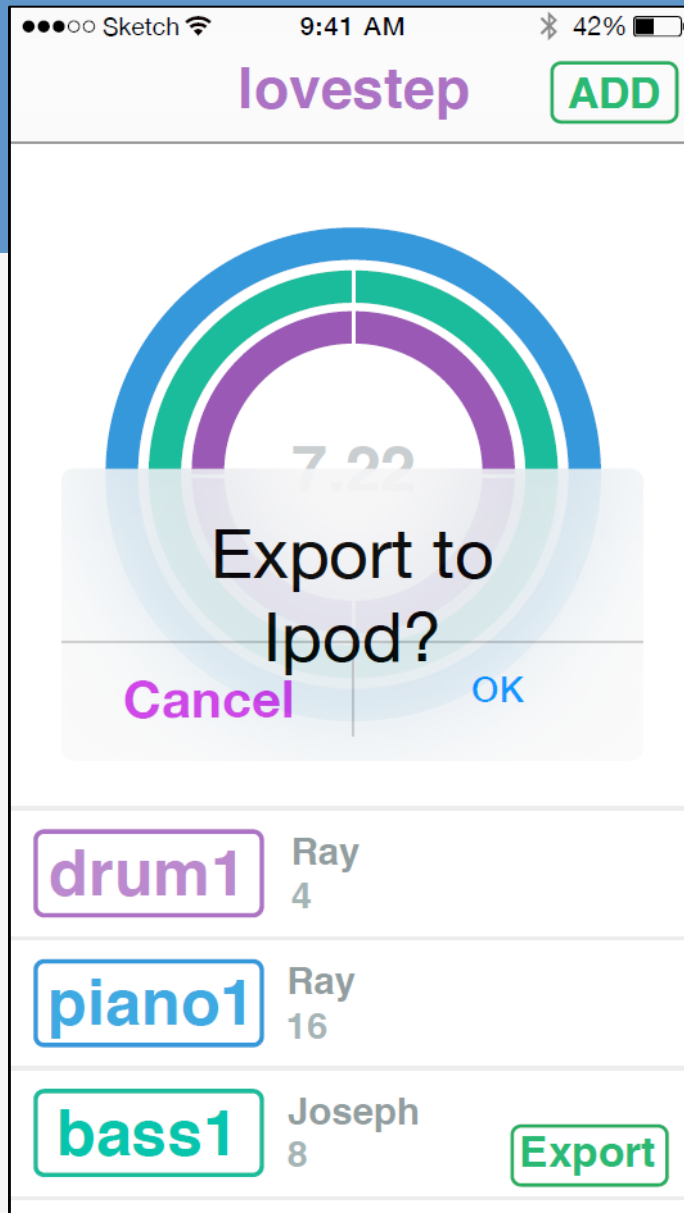 Sketch 9:41 AM 42%
lovestep ADD
7.22
Export to
Ipod?
Cancel OK
drum1 Ray
4
piano1 Ray
16
bass1 Joseph
8 Export